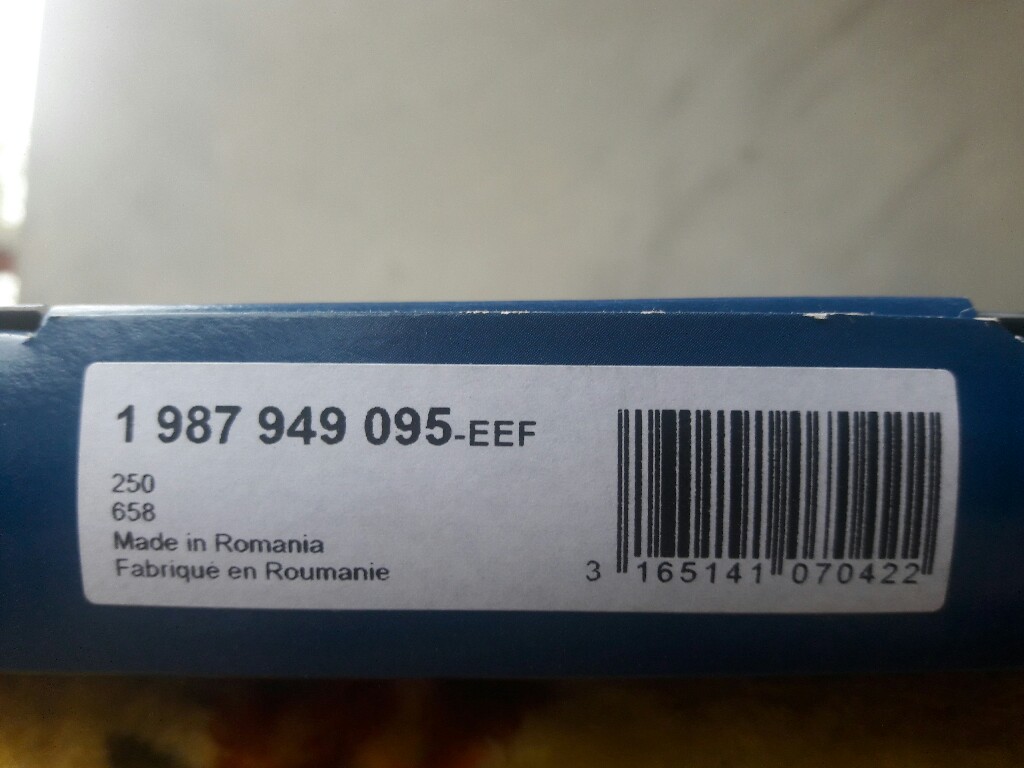 1 987 949 095-EEF
250
658
Made in Romania
Fabriqué en Roumanie
3 165141 070422